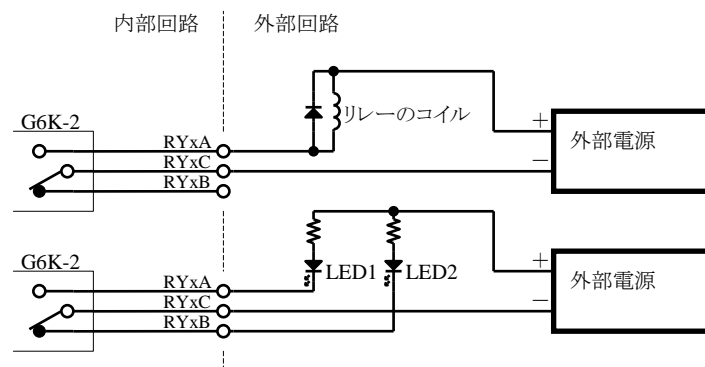 内部回路
外部回路
G6K-2
RYxA
RYxC
RYxB
リレーのコイル
+
−
外部電源
G6K-2
RYxA
RYxC
RYxB
LED1
LED2
+
−
外部電源